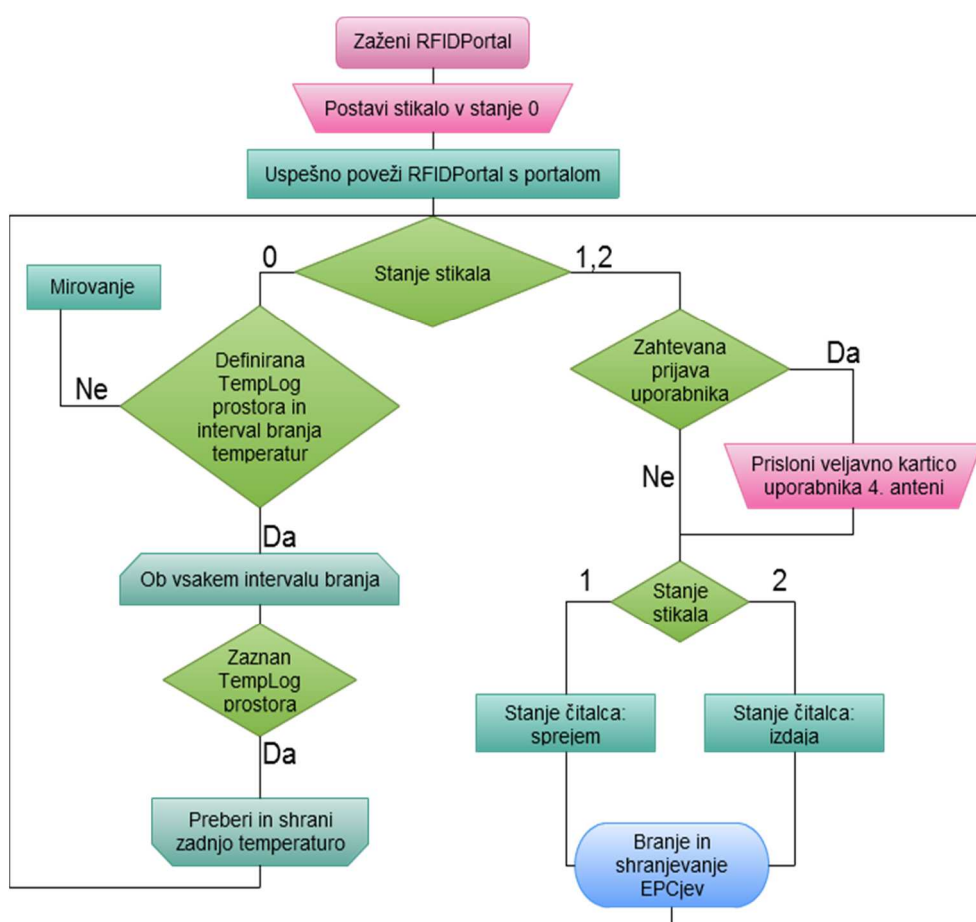 Zaženi RFIDPortal
Postavi stikalo v stanje 0
Uspešno poveži RFIDPortal s portalom
Stanje stikala
0
1,2
Mirovanje
Ne
Definirana
TempLog
prostora in
interval branja
temperatur
Da
Ob vsakem intervalu branja
Zaznan
TempLog
prostora
Da
Preberi in shrani
zadnjo temperaturo
Zahtevana
prijava
uporabnika
Da
Prisloni veljavno kartico
uporabnika 4. anteni
Ne
Stanje
stikala
1
2
Stanje čitalca:
sprejem
Stanje čitalca:
izdaja
Branje in
shranjevanje
EPCjev